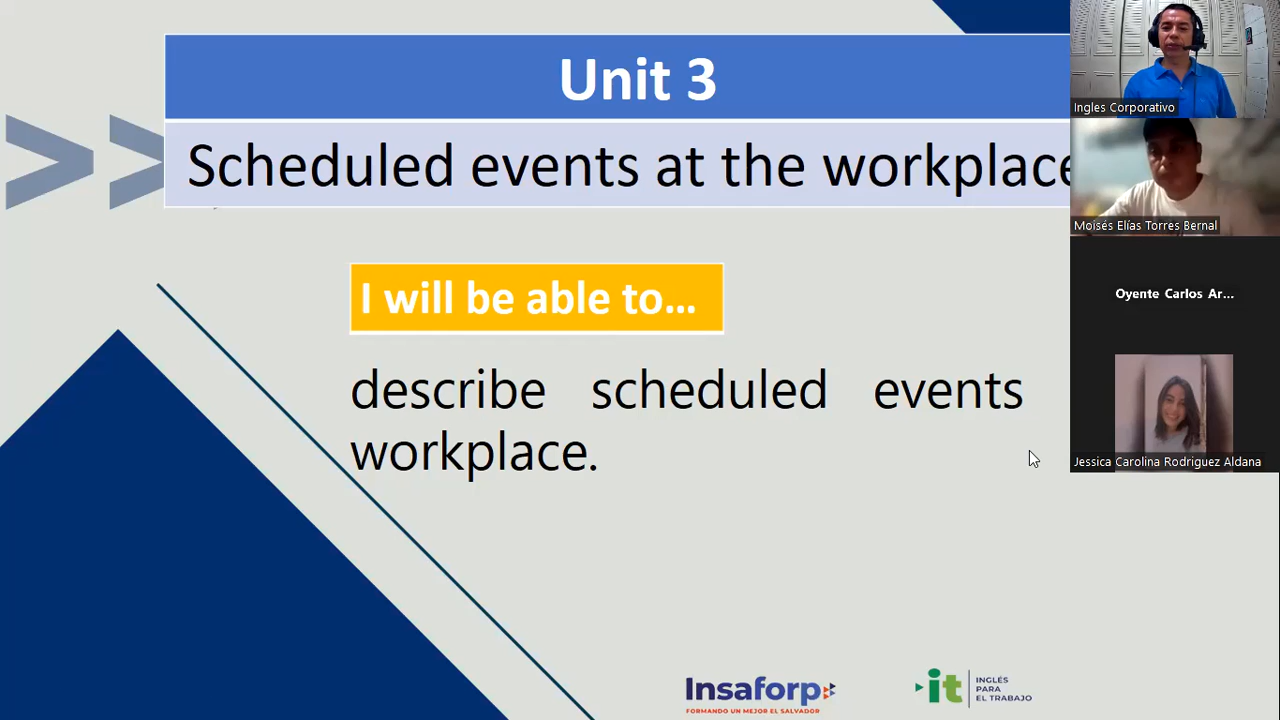 Unit 3
Scheduled events at the workplace
I will be able to...
describe scheduled events
workplace.
Insaforp
FORMANDO UN MEJOR EL SALVADOR
it
INGLÉS
PARA
EL TRABAJO
Ingles Corporativo
Moisés Elías Torres Bernal
Oyente Carlos Ar...
Jessica Carolina Rodriguez Aldana